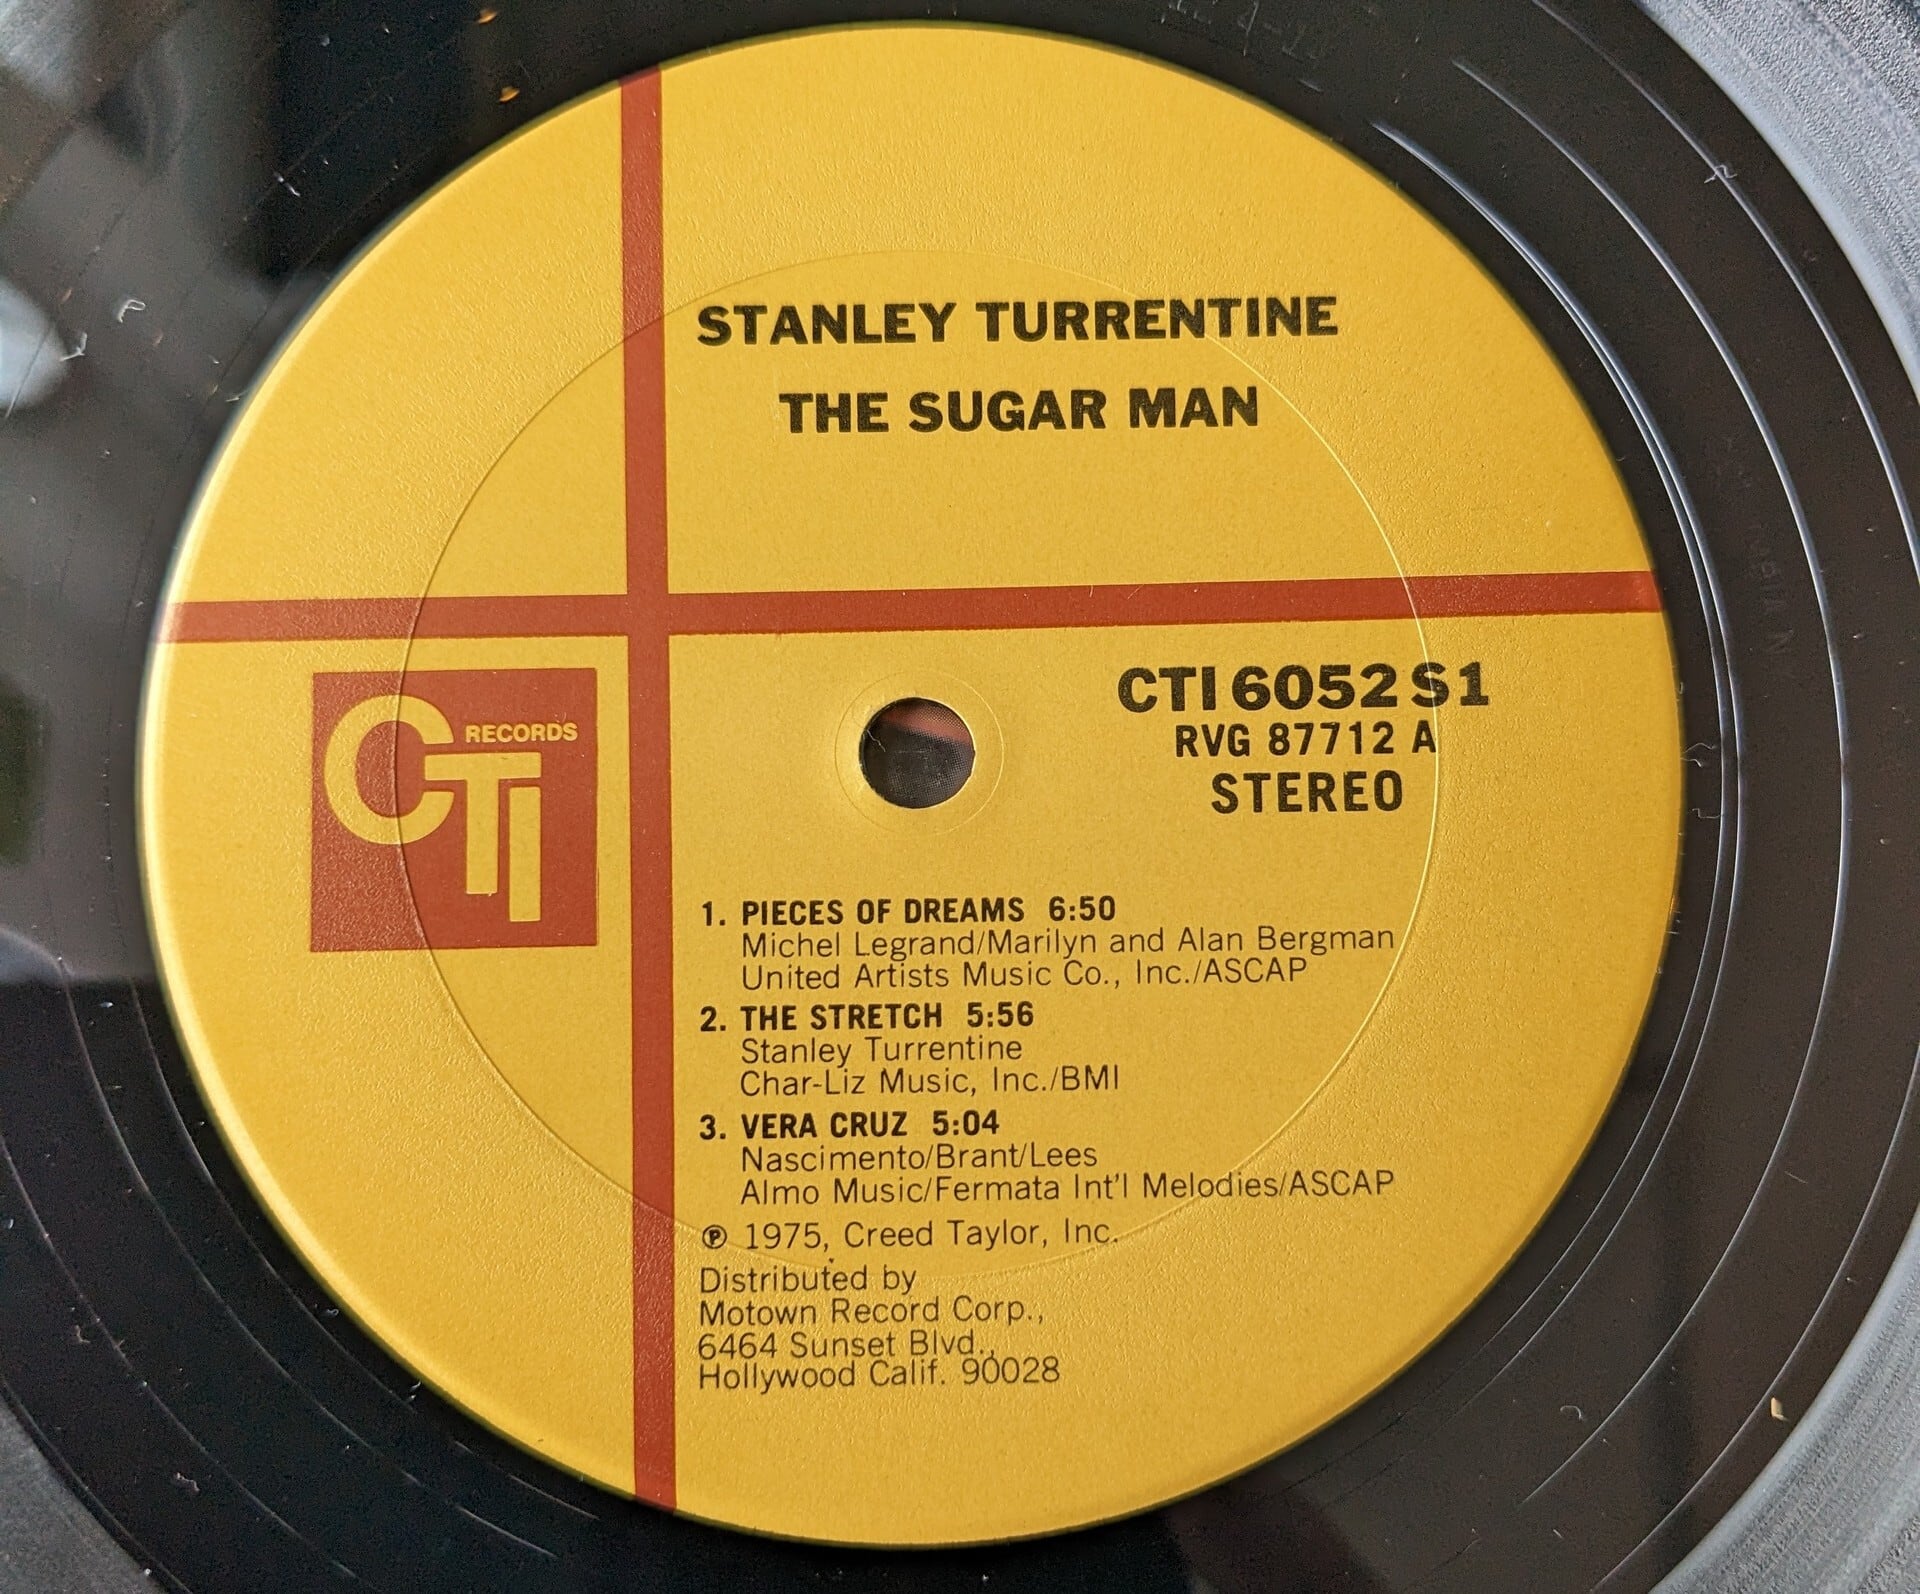 STANLEY TURRENTINE
THE SUGAR MAN
CTI RECORDS
CTI 6052 S1
RVG 87712 A
STEREO
1. PIECES OF DREAMS 6:50
Michel Legrand/Marilyn and Alan Bergman
United Artists Music Co., Inc./ASCAP
2. THE STRETCH 5:56
Stanley Turrentine
Char-Liz Music, Inc./BMI
3. VERA CRUZ 5:04
Nascimento/Brant/Lees
Almo Music/Fermata Int'l Melodies/ASCAP
℗ 1975, Creed Taylor, Inc.
Distributed by
Motown Record Corp.,
6464 Sunset Blvd.,
Hollywood Calif. 90028